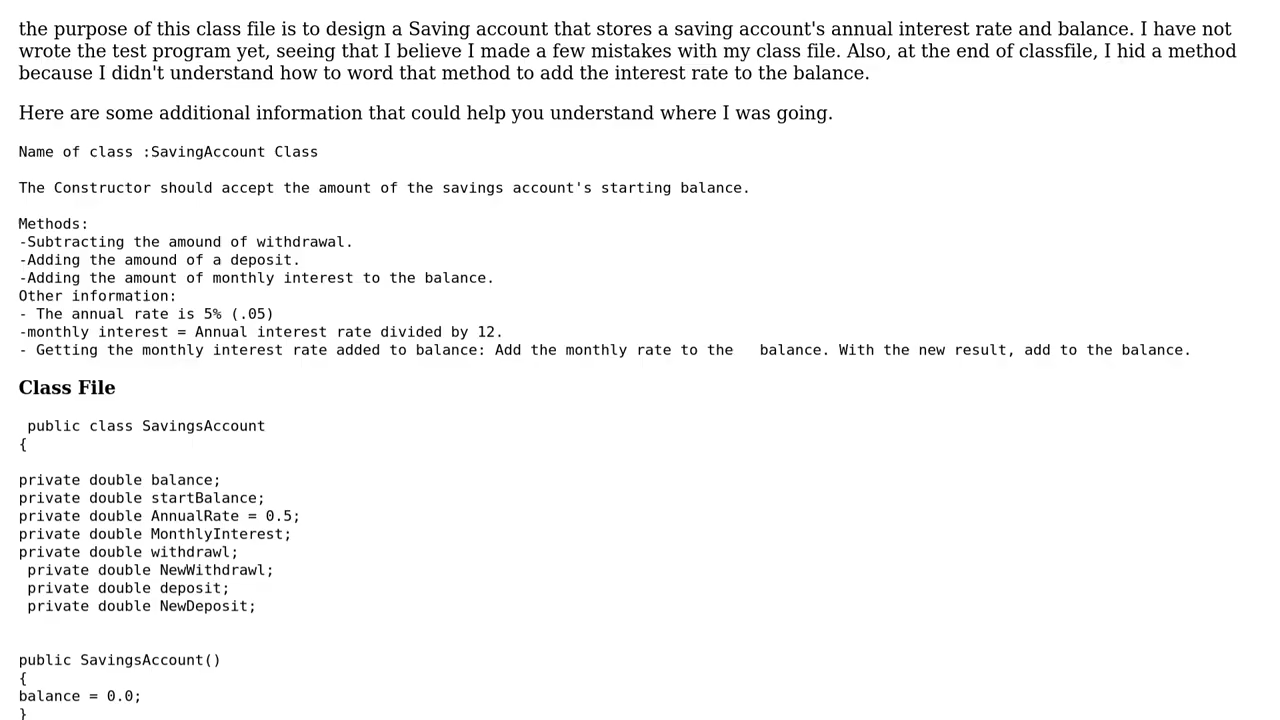 the purpose of this class file is to design a Saving account that stores a saving account's annual interest rate and balance. I have not
wrote the test program yet, seeing that I believe I made a few mistakes with my class file. Also, at the end of classfile, I hid a method
because I didn't understand how to word that method to add the interest rate to the balance.
Here are some additional information that could help you understand where I was going.
Name of class :SavingAccount Class
The Constructor should accept the amount of the savings account's starting balance.
Methods:
-Subtracting the amound of withdrawal.
-Adding the amound of a deposit.
-Adding the amount of monthly interest to the balance.
Other information:
- The annual rate is 5% (.05)
-monthly interest = Annual interest rate divided by 12.
- Getting the monthly interest rate added to balance: Add the monthly rate to the   balance. With the new result, add to the balance.
Class File
 public class SavingsAccount
{
private double balance;
private double startBalance;
private double AnnualRate = 0.5;
private double MonthlyInterest;
private double withdrawl;
 private double NewWithdrawl;
 private double deposit;
 private double NewDeposit;
public SavingsAccount()
{
balance = 0.0;
}